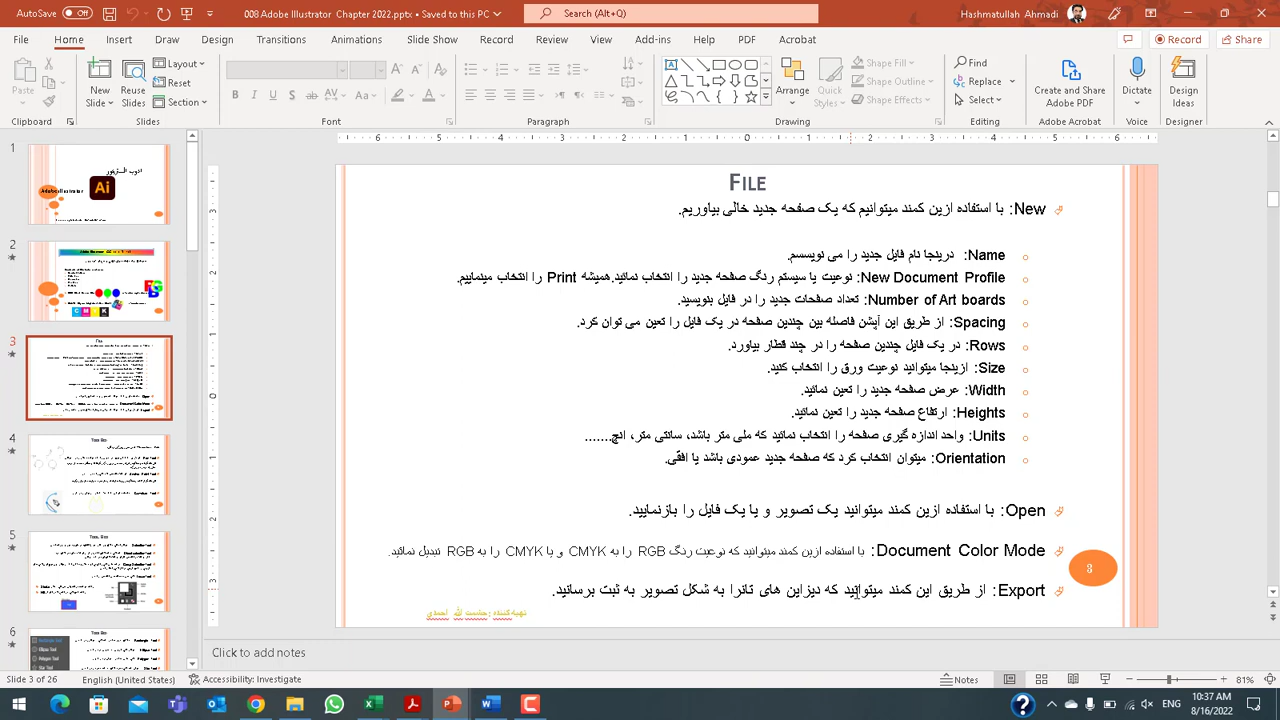 AutoSave Off
008 Adobe Illustrator Chapter 2022.pptx • Saved to this PC
Search (Alt+Q)
Hashmatullah Ahmadi
File Home Insert Draw Design Transitions Animations Slide Show Record Review View Add-ins Help PDF Acrobat
Record Share
Paste
New Slide
Reuse Slides
Layout
Reset
Section
Arrange
Quick Styles
Shape Fill
Shape Outline
Shape Effects
Find
Replace
Select
Create and Share Adobe PDF
Dictate
Design Ideas
Clipboard Slides Font Paragraph Drawing Editing Adobe Acrobat Voice Designer
FILE
New: با استفاده ازین کمند میتوانیم که یک صفحه جدید خالی بیاوریم.
Name: درینجا نام فایل جدید را می نویسسم.
New Document Profile: نوعیت یا سیستم رنگ صفحه جدید را انتخاب نمائید.همیشه Print را انتخاب مینماییم.
Number of Art boards: تعداد صفحات جدید را در فایل بنویسید.
Spacing: از طریق این آپشن فاصله بین چندین صفحه در یک فایل را تعین می توان کرد.
Rows: در یک فایل چندین صفحه را در چند قطار بیاورد.
Size: ازینجا میتوانید نوعیت ورق را انتخاب کنید.
Width: عرض صفحه جدید را تعین نمائید.
Heights: ارتفاع صفحه جدید را تعین نمائید.
Units: واحد اندازه گیری صفحه را انتخاب نمائید که ملی متر باشد، سانتی متر، انچ.......
Orientation: میتوان انتخاب کرد که صفحه جدید عمودی باشد یا افقی.
Open: با استفاده ازین کمند میتوانید یک تصویر و یا یک فایل را بازنمایید.
Document Color Mode: با استفاده ازین کمند میتوانید که نوعیت رنگ RGB را به CMYK و یا CMYK را به RGB تبدیل نمائید.
Export: از طریق این کمند میتوانید که دیزاین های تانرا به شکل تصویر به ثبت برسانید.
تهیه کننده : حشمت الله احمدی
3
Click to add notes
Slide 3 of 26 English (United States) Accessibility: Investigate Notes 81%
10:37 AM
8/16/2022